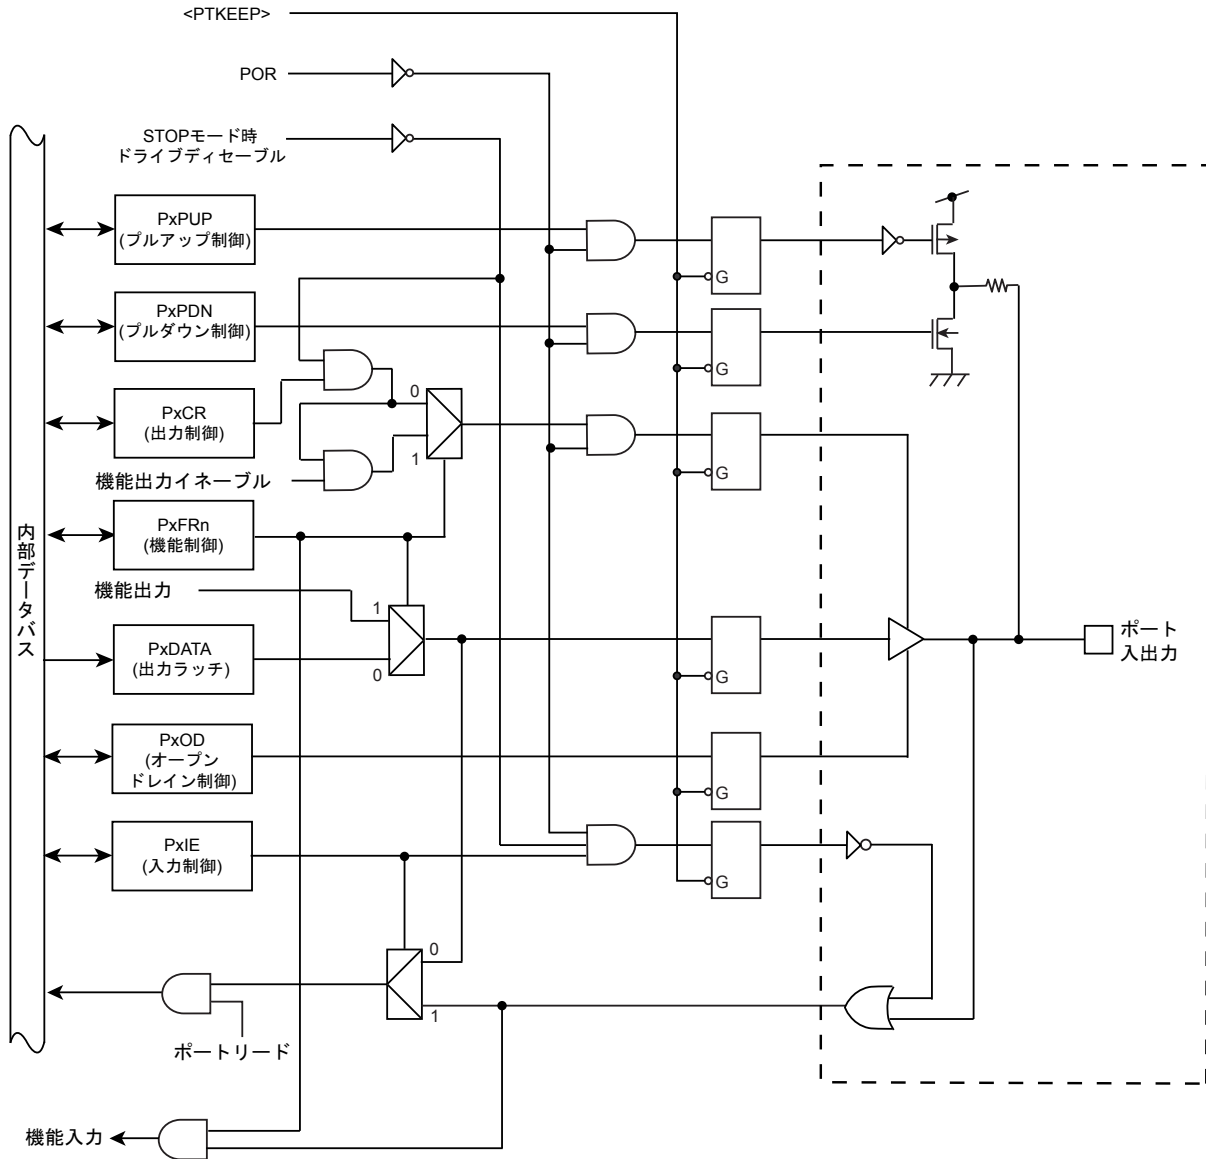 <PTKEEP>
POR
STOPモード時
ドライブディセーブル
PxPUP
(プルアップ制御)
G
PxPDN
(プルダウン制御)
G
PxCR
(出力制御)
0
1
G
機能出力イネーブル
内部データバス
PxFRn
(機能制御)
機能出力
1
0
PxDATA
(出力ラッチ)
G
ポート
入出力
PxOD
(オープン
ドレイン制御)
G
PxIE
(入力制御)
G
0
1
ポートリード
機能入力